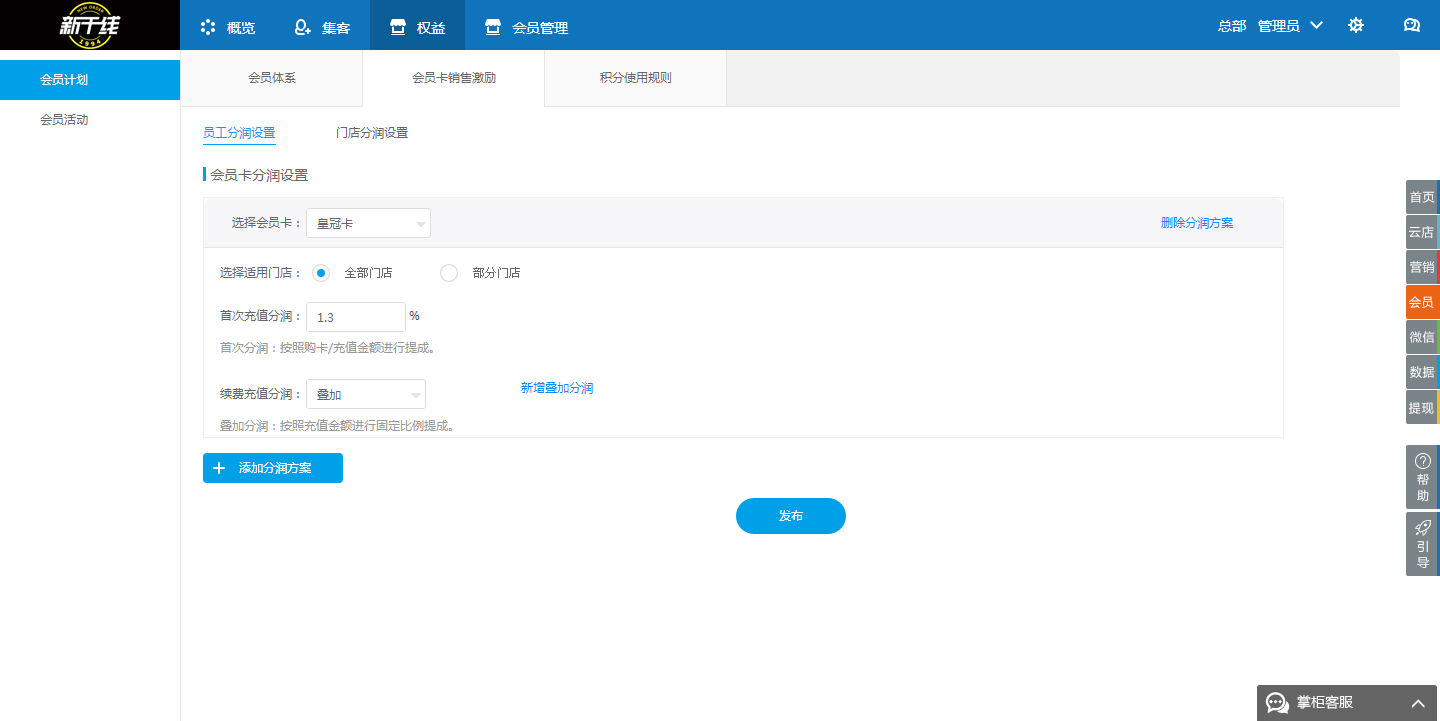 NEW ORDER
新干线
1994
概览
集客
权益
会员管理
总部 管理员
会员计划
会员活动
会员体系
会员卡销售激励
积分使用规则
员工分润设置
门店分润设置
会员卡分润设置
选择会员卡：
皇冠卡
删除分润方案
选择适用门店：
全部门店
部分门店
首次充值分润：
1.3
%
首次分润：按照购卡/充值金额进行提成。
续费充值分润：
叠加
新增叠加分润
叠加分润：按照充值金额进行固定比例提成。
＋ 添加分润方案
发布
首页
云店
营销
会员
微信
数据
提现
帮
助
引
导
掌柜客服